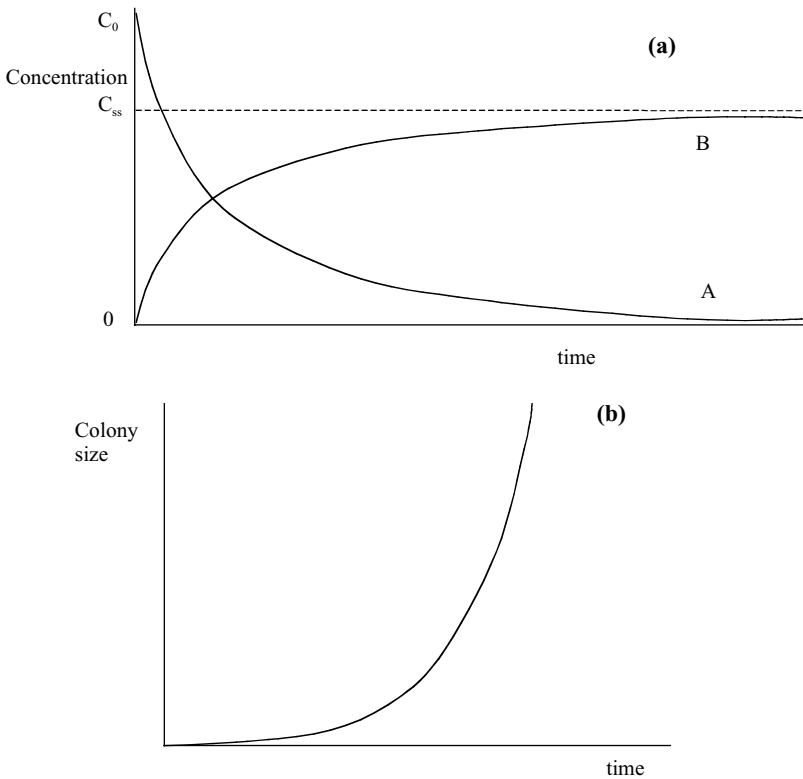 C₀
(a)
Concentration
Cₛₛ
B
A
0
time
(b)
Colony
size
time